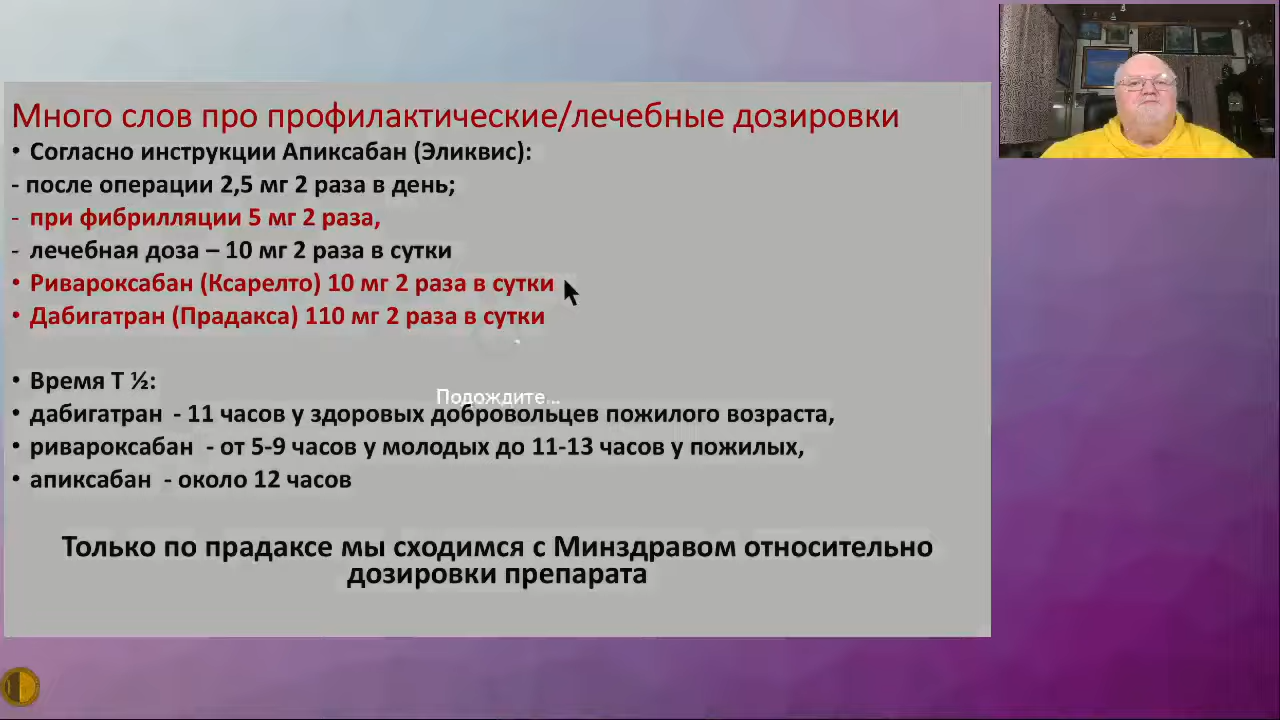 Много слов про профилактические/лечебные дозировки
• Согласно инструкции Апиксабан (Эликвис):
- после операции 2,5 мг 2 раза в день;
- при фибрилляции 5 мг 2 раза,
- лечебная доза – 10 мг 2 раза в сутки
• Ривароксабан (Ксарелто) 10 мг 2 раза в сутки
• Дабигатран (Прадакса) 110 мг 2 раза в сутки
• Время Т ½:
Подождите...
• дабигатран - 11 часов у здоровых добровольцев пожилого возраста,
• ривароксабан - от 5-9 часов у молодых до 11-13 часов у пожилых,
• апиксабан - около 12 часов
Только по прадаксе мы сходимся с Минздравом относительно
дозировки препарата